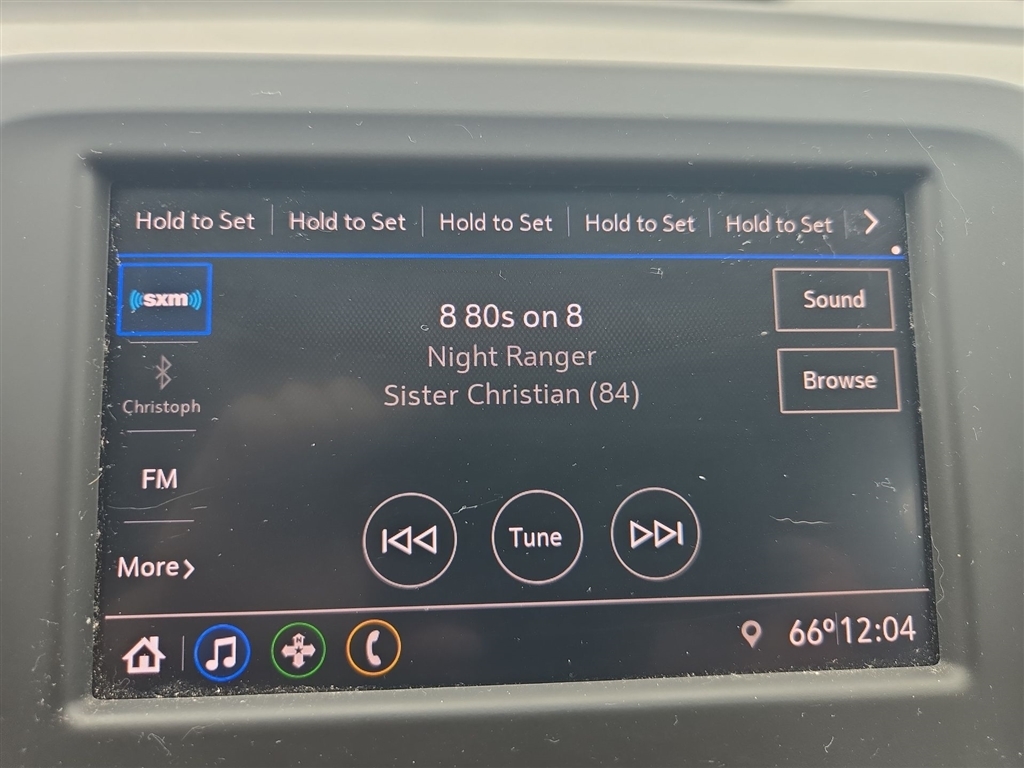 Hold to Set Hold to Set Hold to Set Hold to Set Hold to Set
sxm
8 80s on 8
Sound
Night Ranger
Sister Christian (84)
Browse
Christoph
FM
Tune
More
N
66° 12:04